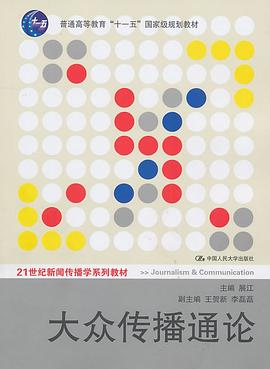 十一五
普通高等教育“十一五”国家级规划教材
中国人民大学出版社
21世纪新闻传播学系列教材 >> Journalism & Communication
主编 展江
副主编 王贺新 李磊磊
大众传播通论